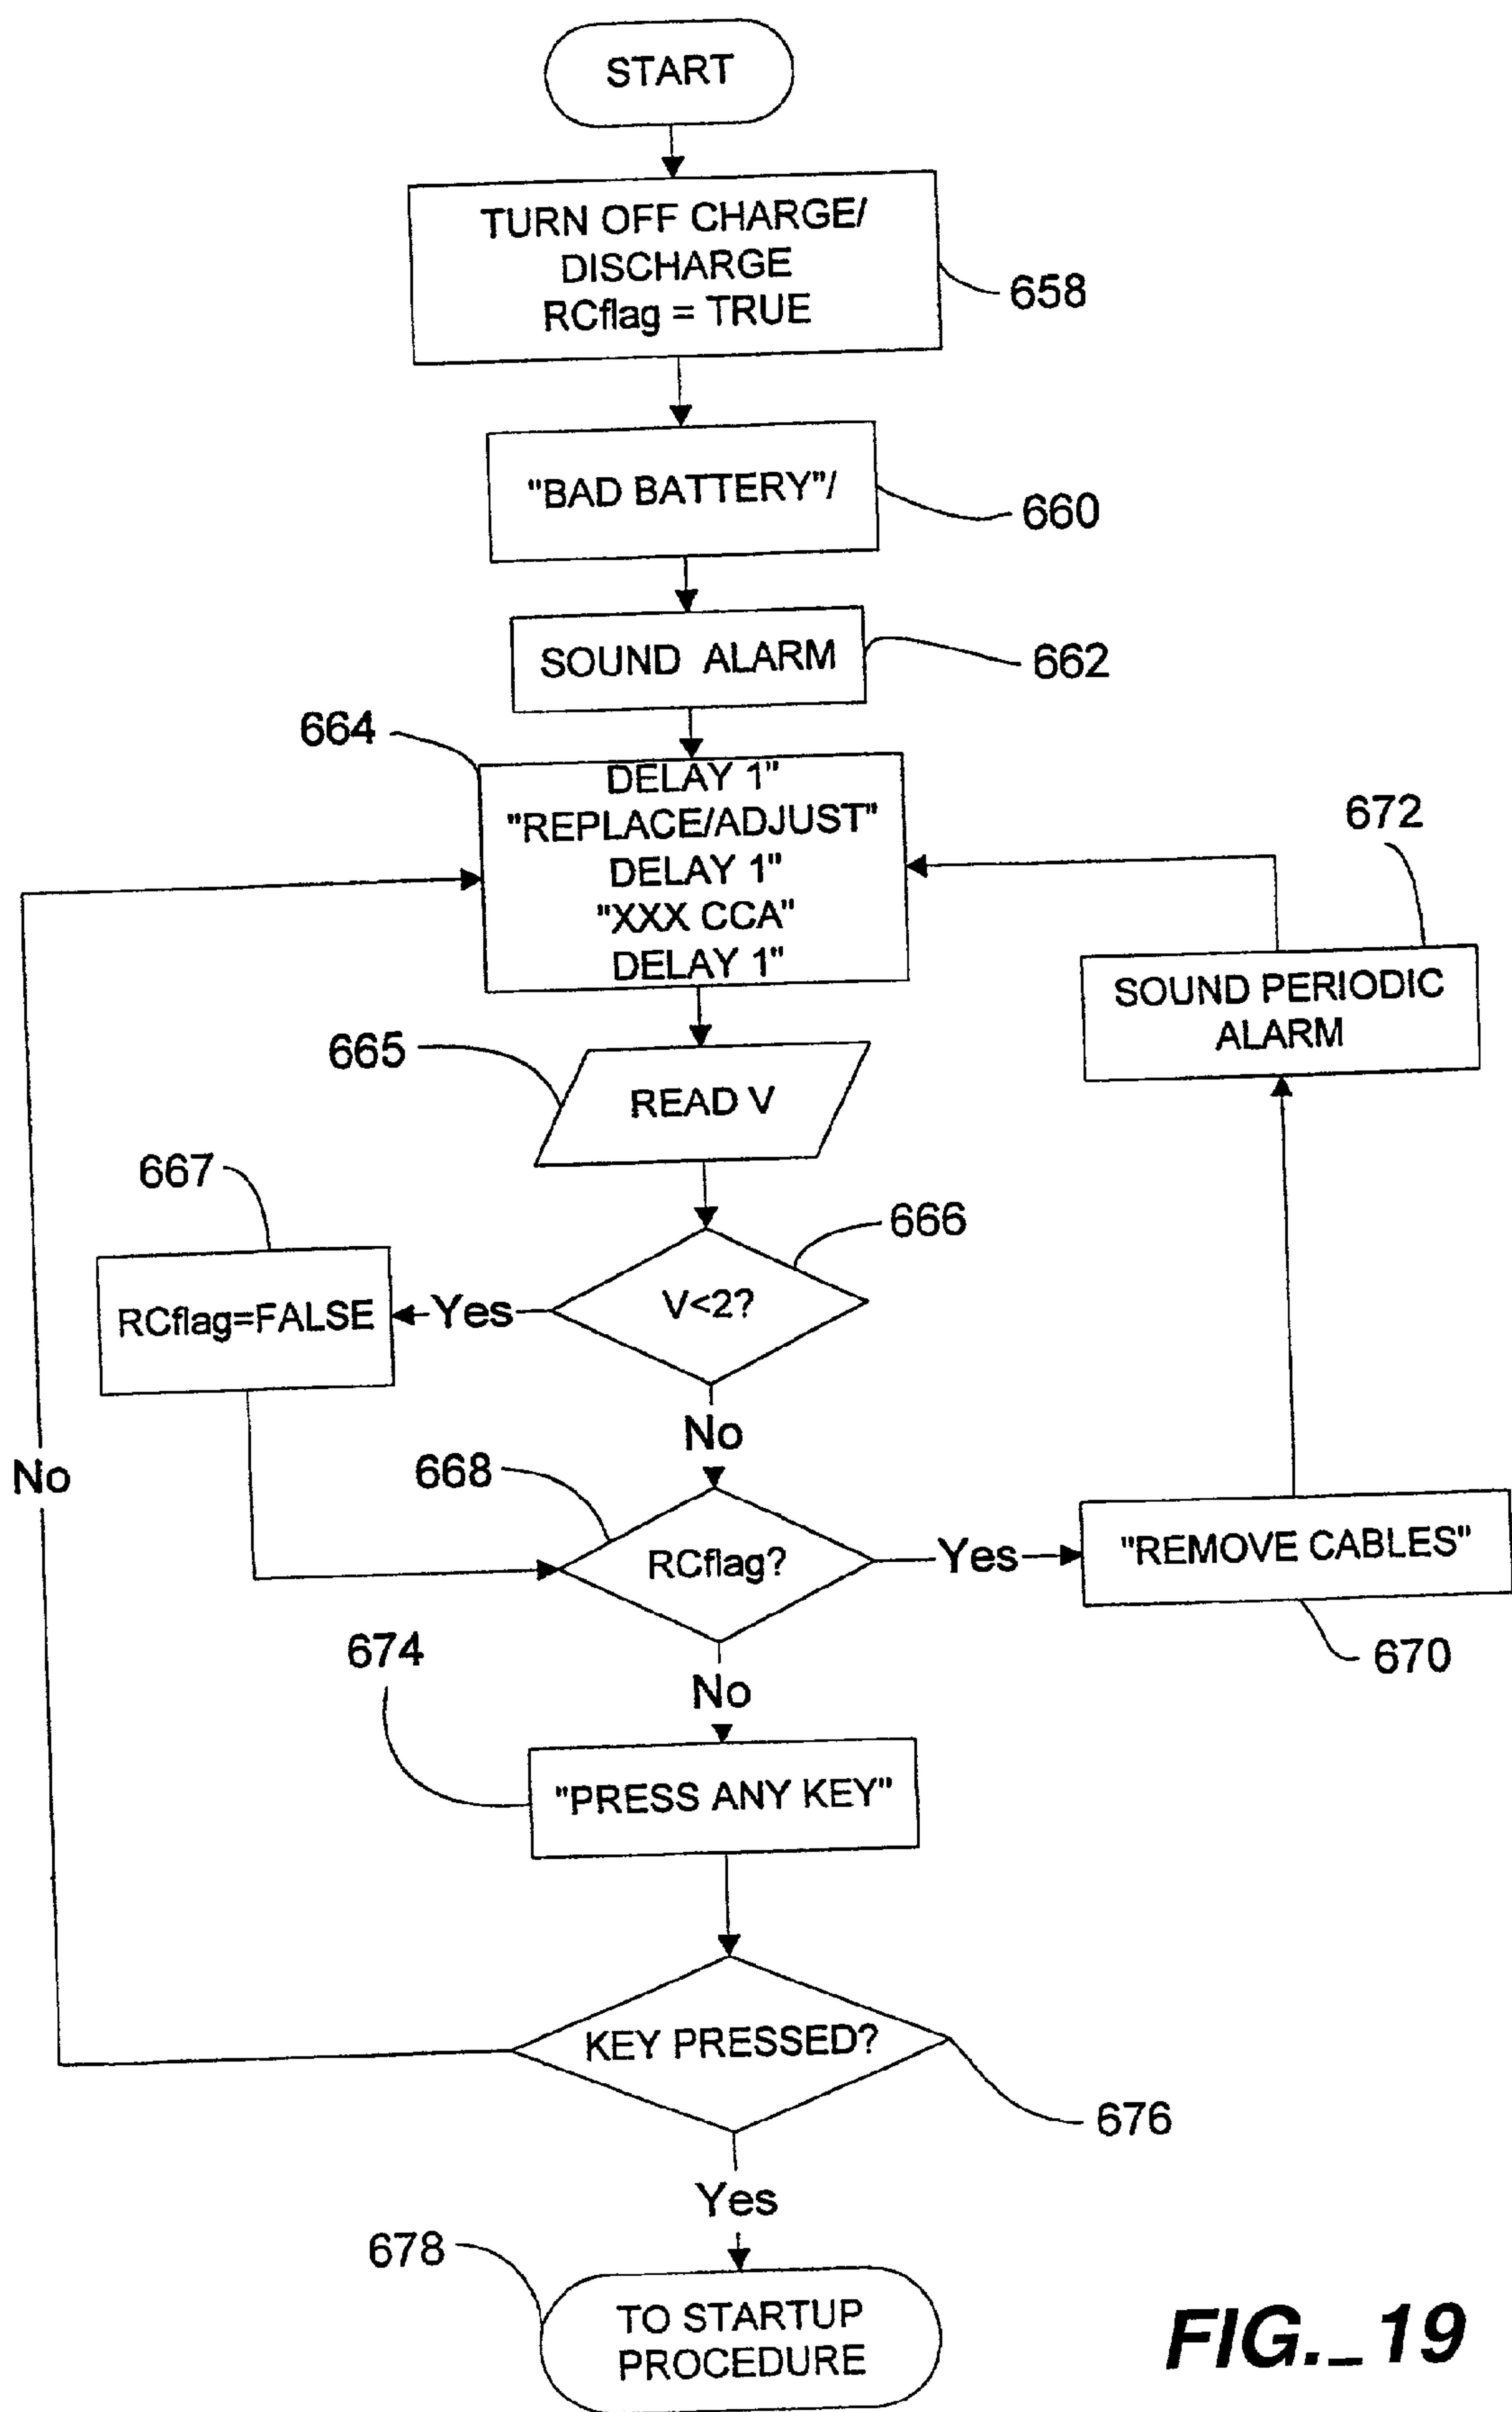 START
TURN OFF CHARGE/
DISCHARGE
RCflag = TRUE
658
"BAD BATTERY"/
660
SOUND ALARM
662
664
DELAY 1"
"REPLACE/ADJUST"
DELAY 1"
"XXX CCA"
DELAY 1"
672
SOUND PERIODIC
ALARM
665
READ V
667
RCflag=FALSE
Yes
V<2?
666
No
No
668
RCflag?
Yes
"REMOVE CABLES"
670
674
No
"PRESS ANY KEY"
KEY PRESSED?
676
Yes
678
TO STARTUP
PROCEDURE
FIG._19